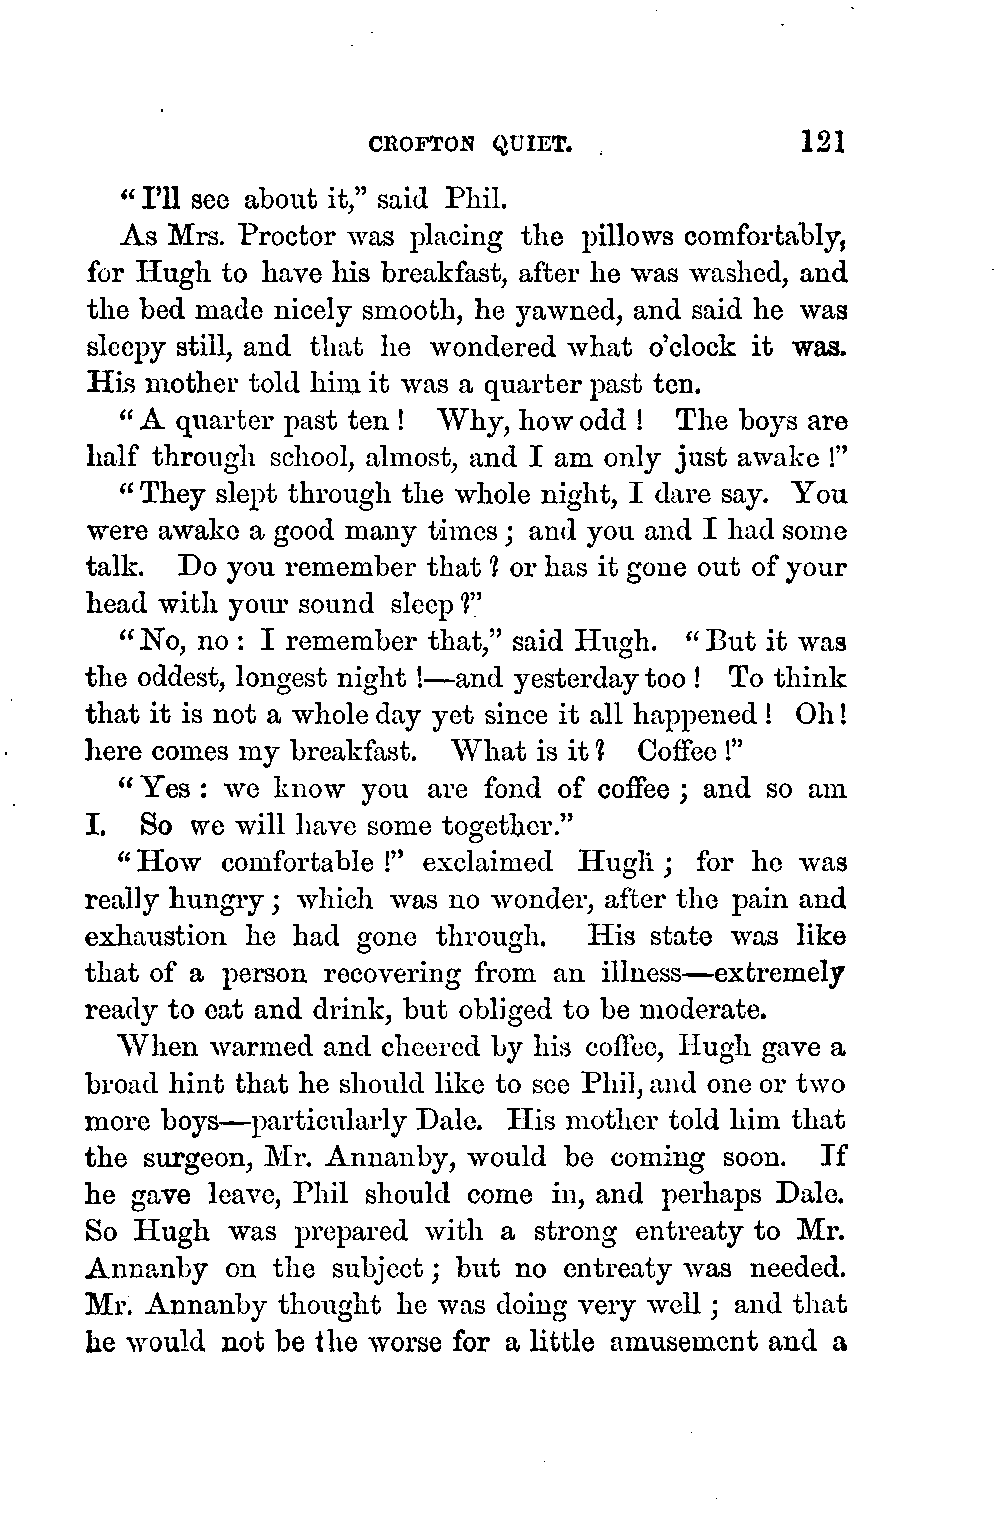 CROFTON QUIET. 121
“I’ll see about it,” said Phil.
As Mrs. Proctor was placing the pillows comfortably,
for Hugh to have his breakfast, after he was washed, and
the bed made nicely smooth, he yawned, and said he was
sleepy still, and that he wondered what o’clock it was.
His mother told him it was a quarter past ten.
“A quarter past ten ! Why, how odd ! The boys are
half through school, almost, and I am only just awake !”
“They slept through the whole night, I dare say. You
were awake a good many times ; and you and I had some
talk. Do you remember that ? or has it gone out of your
head with your sound sleep ?”
“No, no : I remember that,” said Hugh. “But it was
the oddest, longest night !—and yesterday too ! To think
that it is not a whole day yet since it all happened ! Oh !
here comes my breakfast. What is it ? Coffee !”
“Yes : we know you are fond of coffee ; and so am
I. So we will have some together.”
“How comfortable !” exclaimed Hugh ; for he was
really hungry ; which was no wonder, after the pain and
exhaustion he had gone through. His state was like
that of a person recovering from an illness—extremely
ready to eat and drink, but obliged to be moderate.
When warmed and cheered by his coffee, Hugh gave a
broad hint that he should like to see Phil, and one or two
more boys—particularly Dale. His mother told him that
the surgeon, Mr. Annanby, would be coming soon. If
he gave leave, Phil should come in, and perhaps Dale.
So Hugh was prepared with a strong entreaty to Mr.
Annanby on the subject ; but no entreaty was needed.
Mr. Annanby thought he was doing very well ; and that
he would not be the worse for a little amusement and a